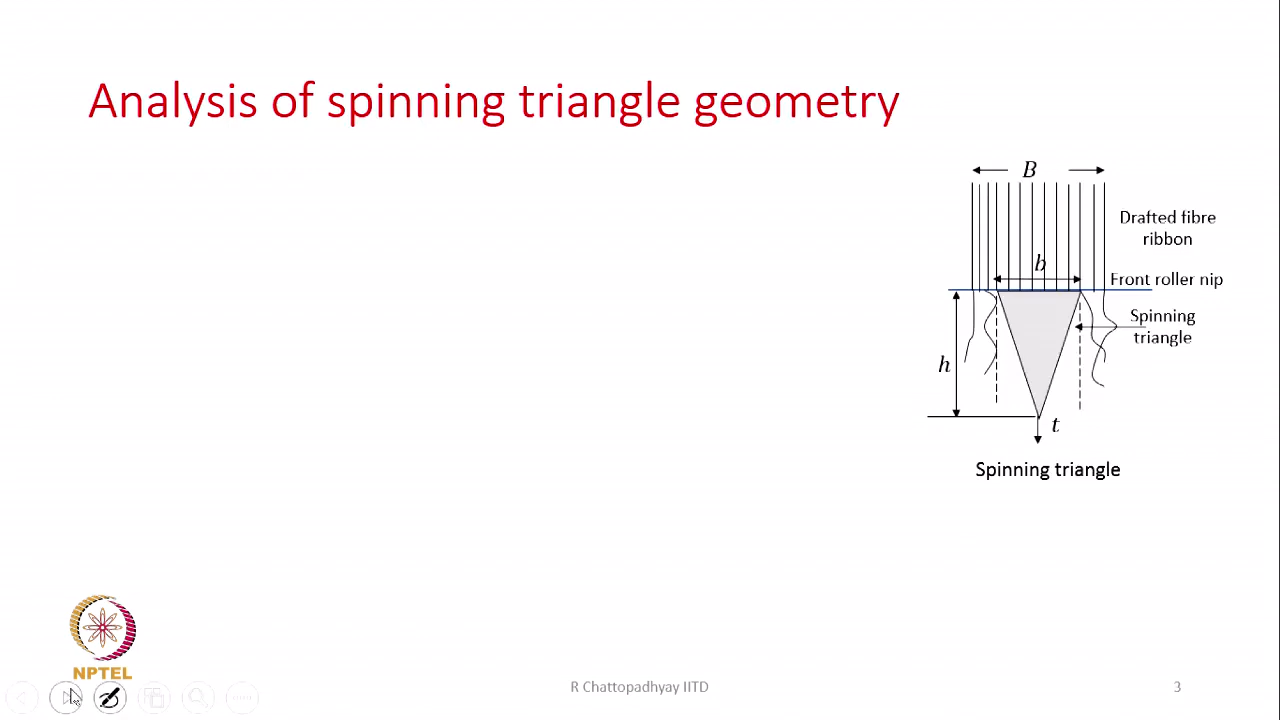 Analysis of spinning triangle geometry
B
Drafted fibre
ribbon
b
Front roller nip
Spinning
triangle
h
t
Spinning triangle
NPTEL
R Chattopadhyay IITD
3